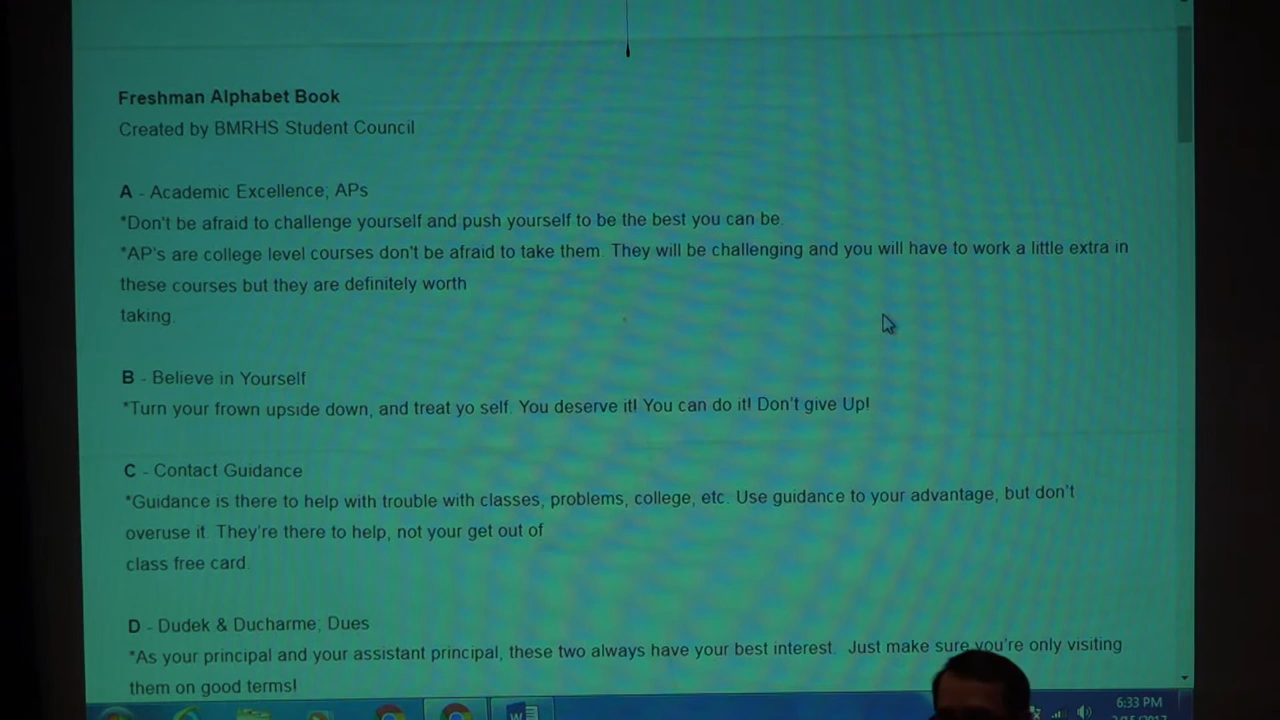 Freshman Alphabet Book
Created by BMRHS Student Council
A - Academic Excellence; APs
*Don't be afraid to challenge yourself and push yourself to be the best you can be.
*AP's are college level courses don't be afraid to take them. They will be challenging and you will have to work a little extra in
these courses but they are definitely worth
taking.
B - Believe in Yourself
*Turn your frown upside down, and treat yo self. You deserve it! You can do it! Don't give Up!
C - Contact Guidance
*Guidance is there to help with trouble with classes, problems, college, etc. Use guidance to your advantage, but don't
overuse it. They're there to help, not your get out of
class free card.
D - Dudek & Ducharme; Dues
*As your principal and your assistant principal, these two always have your best interest. Just make sure you're only visiting
them on good terms!
W
6:33 PM